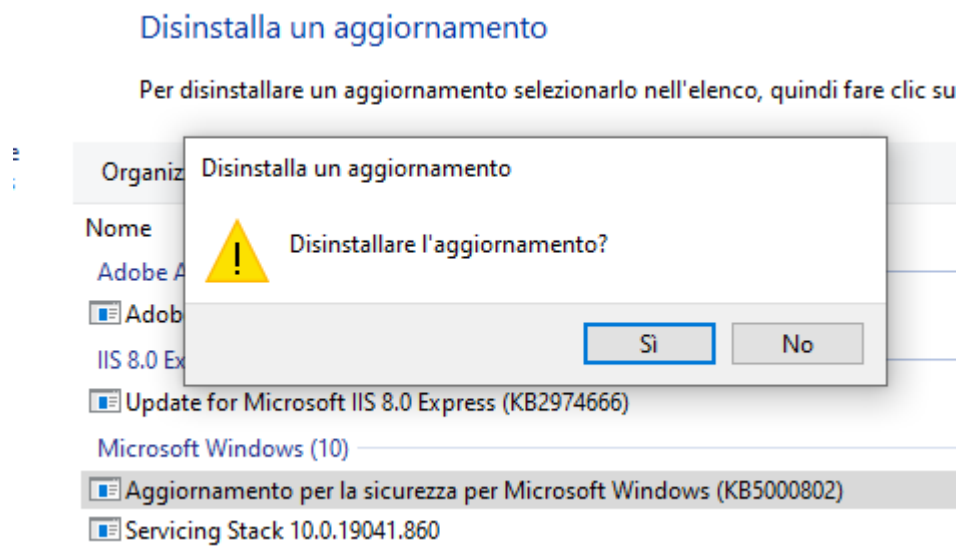 Disinstalla un aggiornamento
Per disinstallare un aggiornamento selezionarlo nell'elenco, quindi fare clic su
Organiz
Disinstalla un aggiornamento
Nome
Disinstallare l'aggiornamento?
Adobe A
Adob
Sì No
IIS 8.0 Ex
Update for Microsoft IIS 8.0 Express (KB2974666)
Microsoft Windows (10)
Aggiornamento per la sicurezza per Microsoft Windows (KB5000802)
Servicing Stack 10.0.19041.860